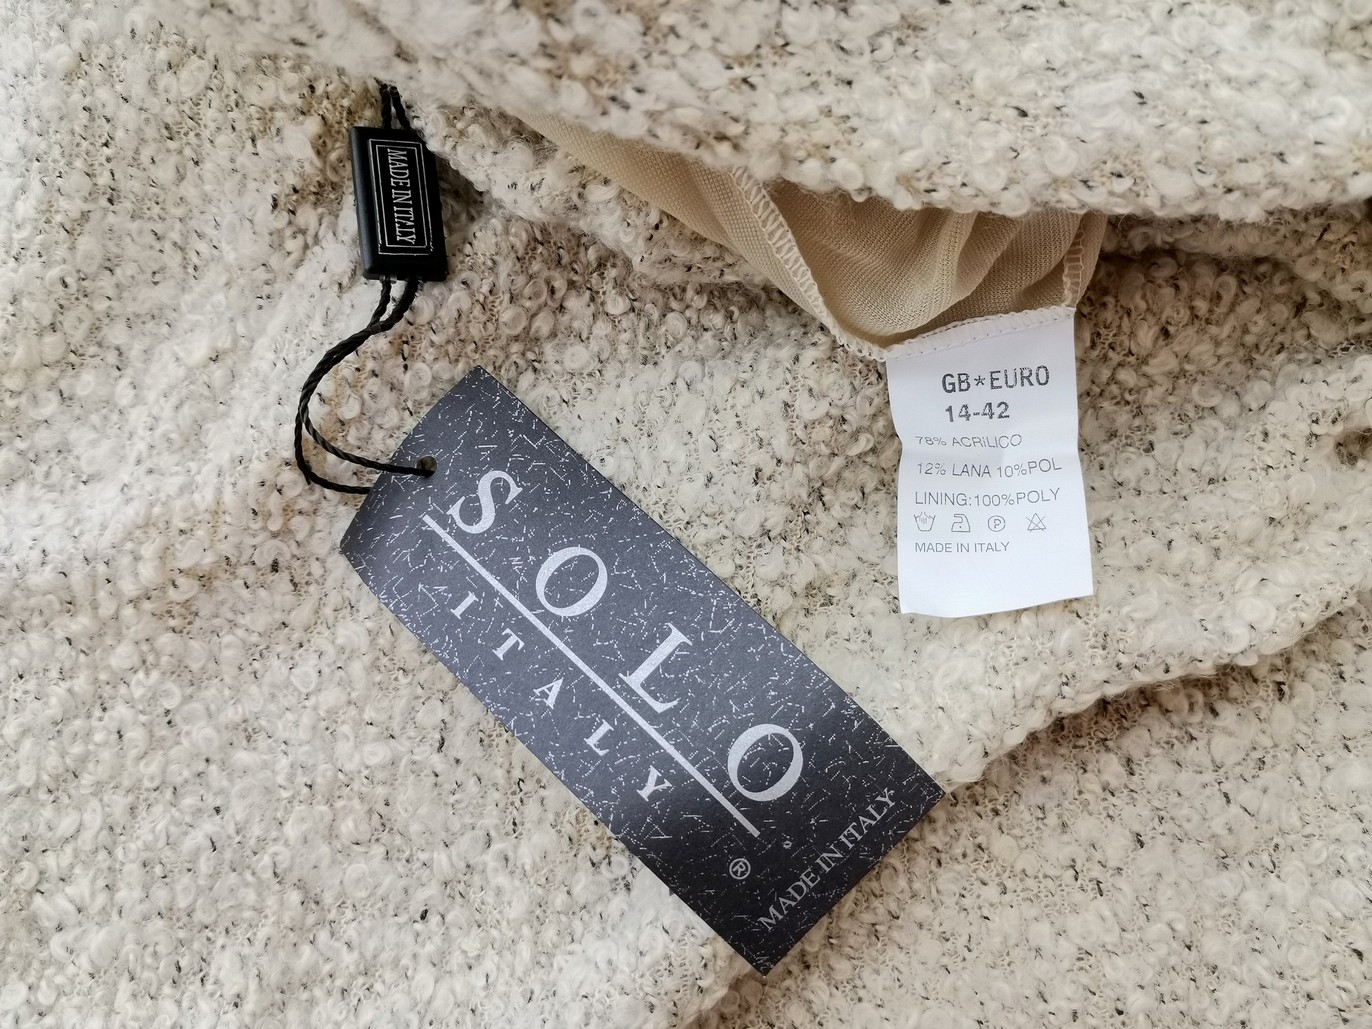 MADE IN ITALY
SOLO
ITALY
®
MADE IN ITALY
GB*EURO
14-42
78% ACRILICO
12% LANA 10%POL
LINING:100%POLY
P
MADE IN ITALY